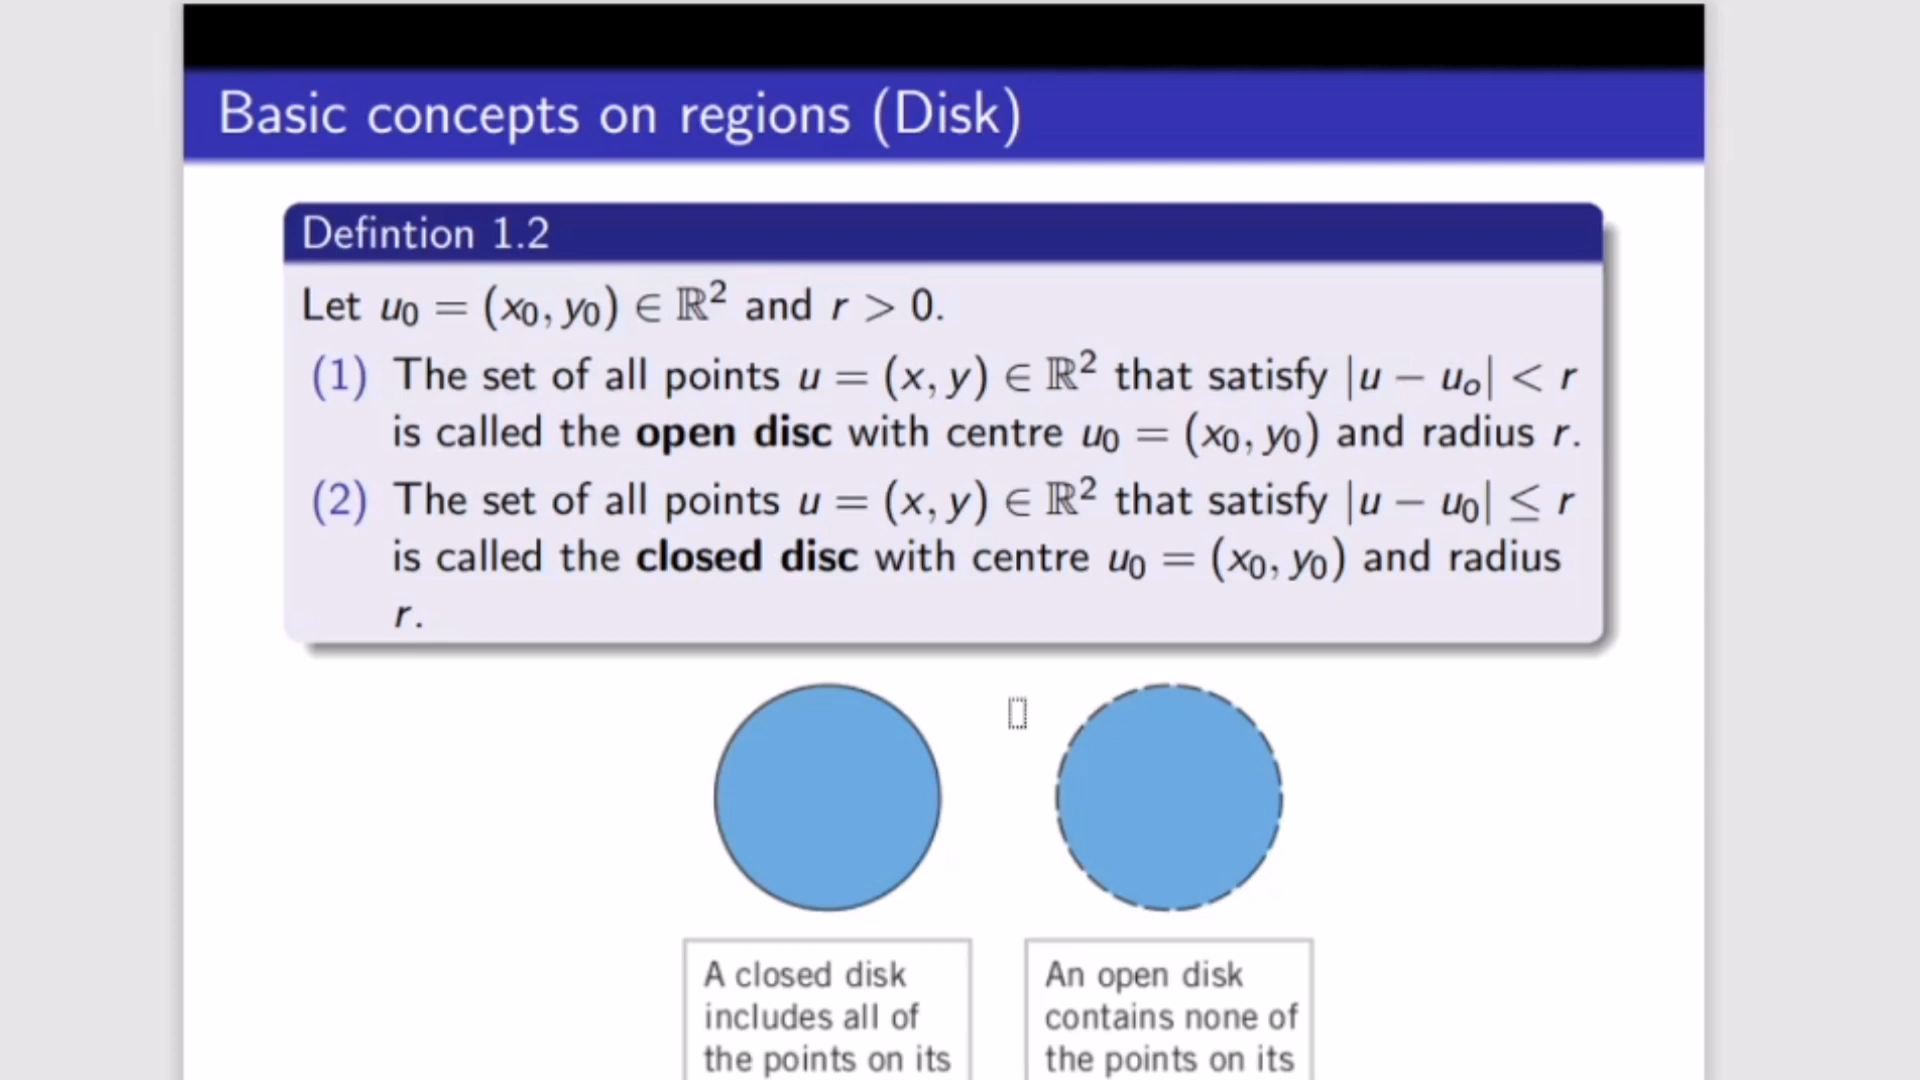 Basic concepts on regions (Disk)
Defintion 1.2
Let u₀ = (x₀, y₀) ∈ ℝ² and r > 0.
(1) The set of all points u = (x, y) ∈ ℝ² that satisfy |u − uₒ| < r
is called the open disc with centre u₀ = (x₀, y₀) and radius r.
(2) The set of all points u = (x, y) ∈ ℝ² that satisfy |u − u₀| ≤ r
is called the closed disc with centre u₀ = (x₀, y₀) and radius
r.
A closed disk
includes all of
the points on its
An open disk
contains none of
the points on its